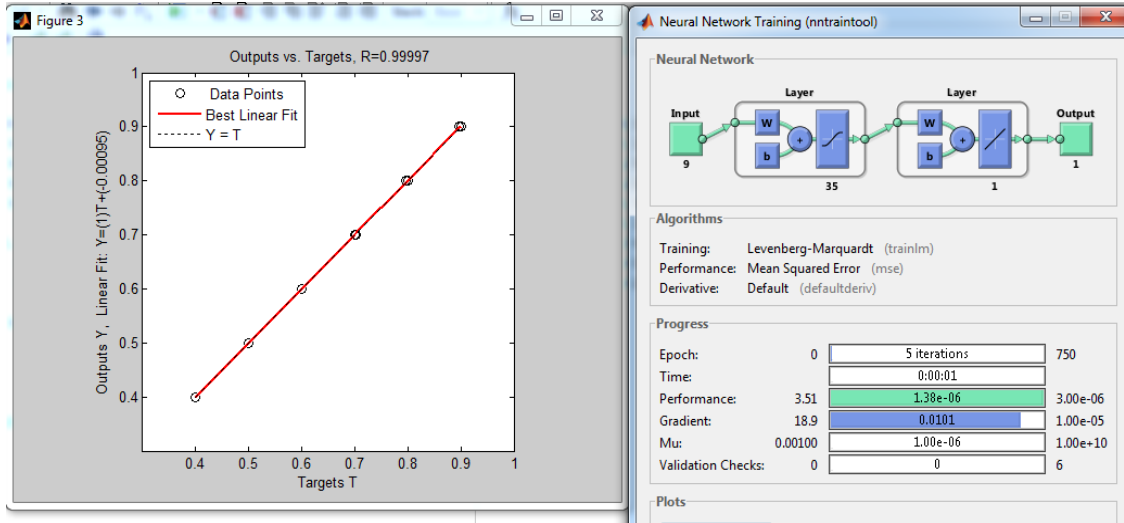 Figure 3
Outputs vs. Targets, R=0.99997
Data Points
Best Linear Fit
Y = T
1
0.9
0.8
0.7
0.6
0.5
0.4
Outputs Y, Linear Fit: Y=(1)T+(-0.00095)
0.4 0.5 0.6 0.7 0.8 0.9 1
Targets T
Neural Network Training (nntraintool)
Neural Network
Layer Layer
Input Output
W W
+ +
b b
9 1
35 1
Algorithms
Training: Levenberg-Marquardt (trainlm)
Performance: Mean Squared Error (mse)
Derivative: Default (defaultderiv)
Progress
Epoch: 0 5 iterations 750
Time: 0:00:01
Performance: 3.51 1.38e-06 3.00e-06
Gradient: 18.9 0.0101 1.00e-05
Mu: 0.00100 1.00e-06 1.00e+10
Validation Checks: 0 0 6
Plots